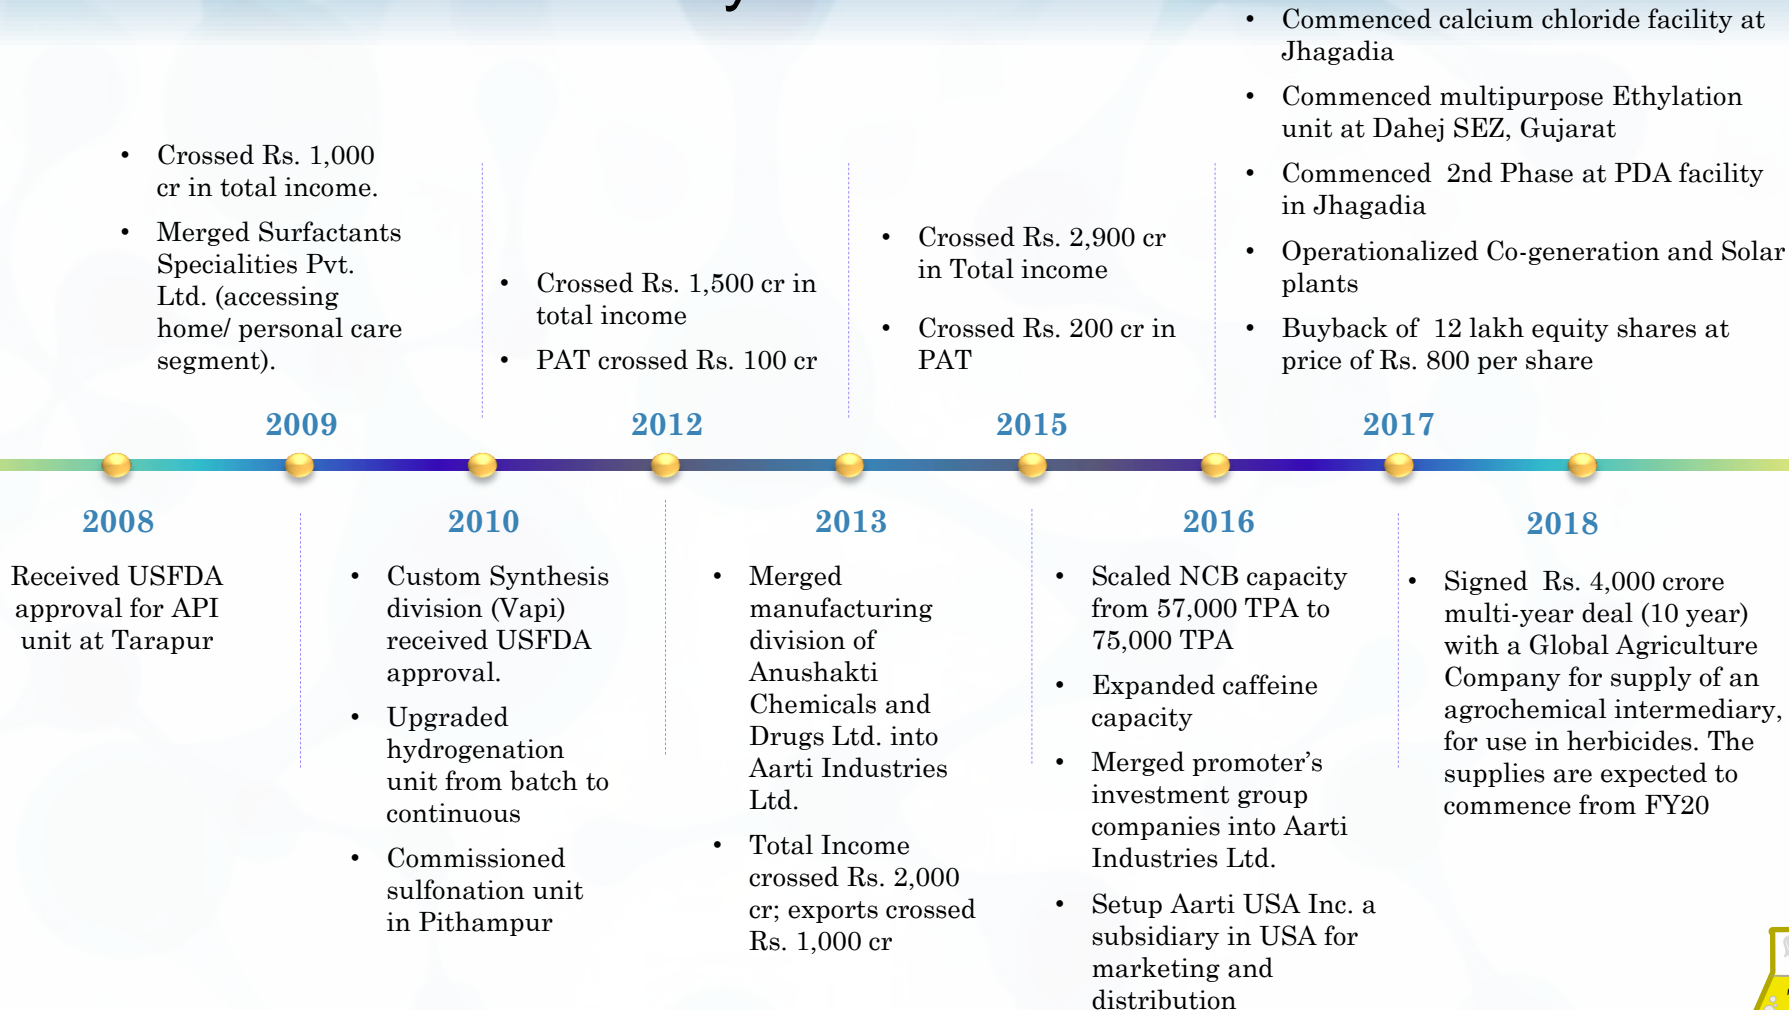 • Commenced calcium chloride facility at
Jhagadia
• Commenced multipurpose Ethylation
unit at Dahej SEZ, Gujarat
• Commenced 2nd Phase at PDA facility
in Jhagadia
• Operationalized Co-generation and Solar
plants
• Buyback of 12 lakh equity shares at
price of Rs. 800 per share
• Crossed Rs. 1,000
cr in total income.
• Merged Surfactants
Specialities Pvt.
Ltd. (accessing
home/ personal care
segment).
• Crossed Rs. 1,500 cr in
total income
• PAT crossed Rs. 100 cr
• Crossed Rs. 2,900 cr
in Total income
• Crossed Rs. 200 cr in
PAT
2009
2012
2015
2017
2008
2010
2013
2016
2018
Received USFDA
approval for API
unit at Tarapur
• Custom Synthesis
division (Vapi)
received USFDA
approval.
• Upgraded
hydrogenation
unit from batch to
continuous
• Commissioned
sulfonation unit
in Pithampur
• Merged
manufacturing
division of
Anushakti
Chemicals and
Drugs Ltd. into
Aarti Industries
Ltd.
• Total Income
crossed Rs. 2,000
cr; exports crossed
Rs. 1,000 cr
• Scaled NCB capacity
from 57,000 TPA to
75,000 TPA
• Expanded caffeine
capacity
• Merged promoter’s
investment group
companies into Aarti
Industries Ltd.
• Setup Aarti USA Inc. a
subsidiary in USA for
marketing and
distribution
• Signed Rs. 4,000 crore
multi-year deal (10 year)
with a Global Agriculture
Company for supply of an
agrochemical intermediary,
for use in herbicides. The
supplies are expected to
commence from FY20